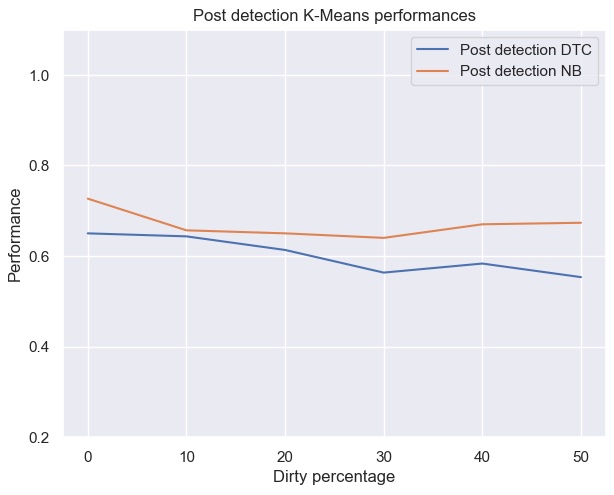 Post detection K-Means performances
Post detection DTC
Post detection NB
1.0
0.8
0.6
0.4
0.2
Performance
0 10 20 30 40 50
Dirty percentage